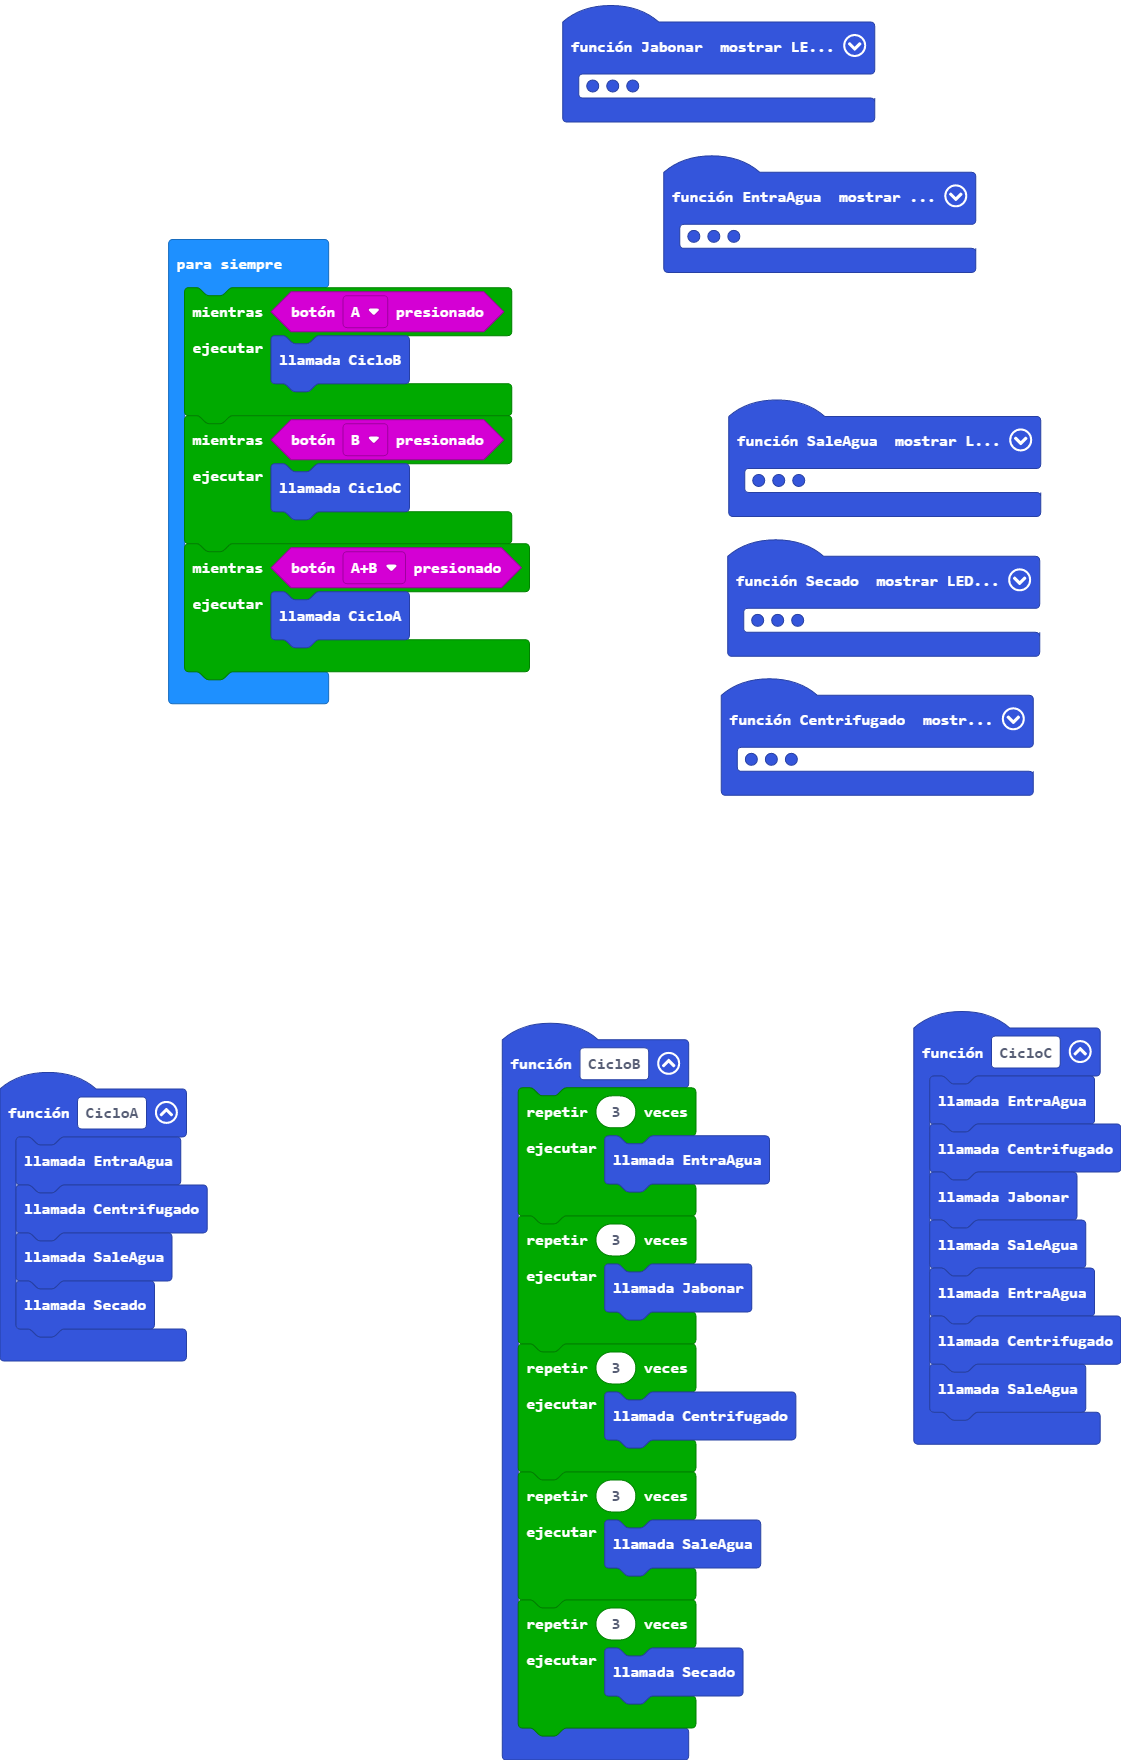 función Jabonar mostrar LE...
función EntraAgua mostrar ...
para siempre
mientras botón A presionado
ejecutar llamada CicloB
mientras botón B presionado
ejecutar llamada CicloC
mientras botón A+B presionado
ejecutar llamada CicloA
función SaleAgua mostrar L...
función Secado mostrar LED...
función Centrifugado mostr...
función CicloA
llamada EntraAgua
llamada Centrifugado
llamada SaleAgua
llamada Secado
función CicloB
repetir 3 veces
ejecutar llamada EntraAgua
repetir 3 veces
ejecutar llamada Jabonar
repetir 3 veces
ejecutar llamada Centrifugado
repetir 3 veces
ejecutar llamada SaleAgua
repetir 3 veces
ejecutar llamada Secado
función CicloC
llamada EntraAgua
llamada Centrifugado
llamada Jabonar
llamada SaleAgua
llamada EntraAgua
llamada Centrifugado
llamada SaleAgua